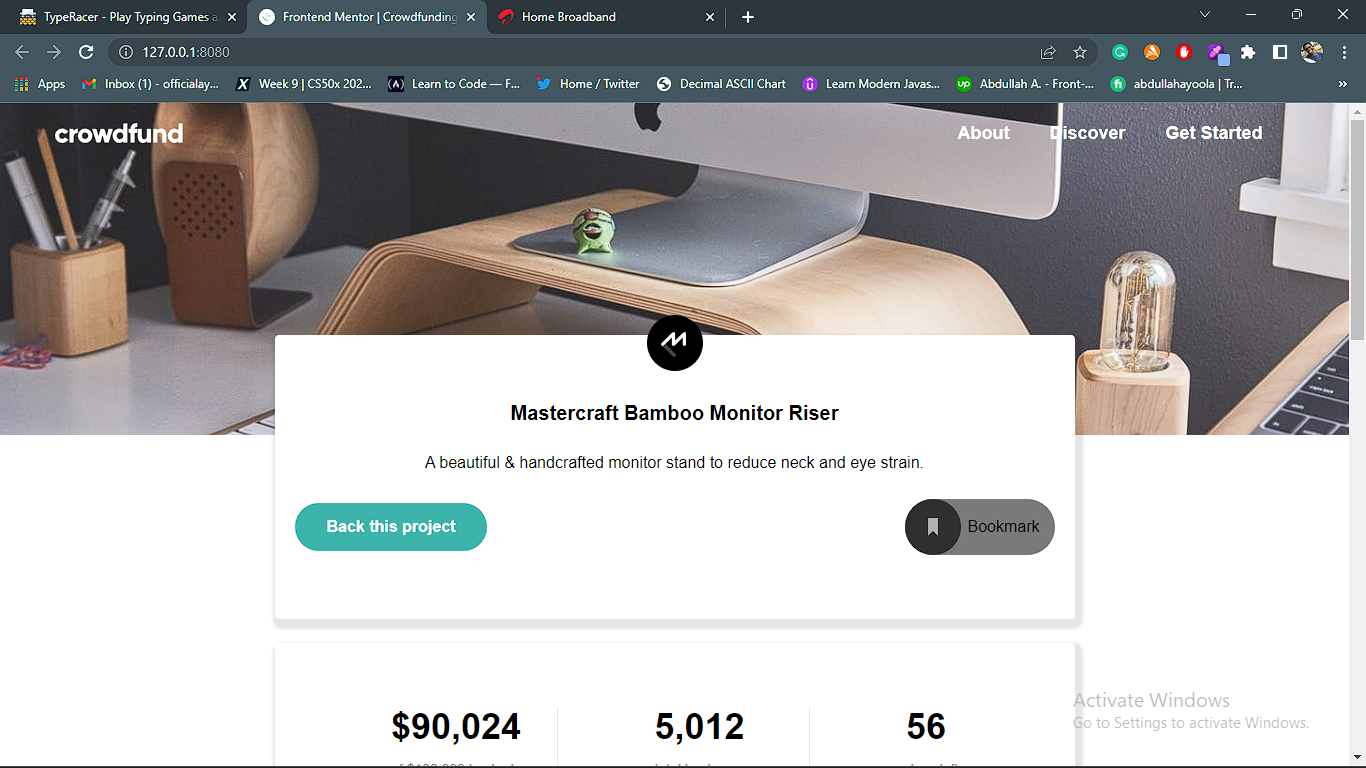 TypeRacer - Play Typing Games a
Frontend Mentor | Crowdfunding
Home Broadband
127.0.0.1:8080
Apps
Inbox (1) - officialay...
Week 9 | CS50x 202...
Learn to Code — F...
Home / Twitter
Decimal ASCII Chart
Learn Modern Javas...
Abdullah A. - Front-...
abdullahayoola | Tr...
crowdfund
About
Discover
Get Started
Mastercraft Bamboo Monitor Riser
A beautiful & handcrafted monitor stand to reduce neck and eye strain.
Back this project
Bookmark
$90,024
5,012
56
Activate Windows
Go to Settings to activate Windows.